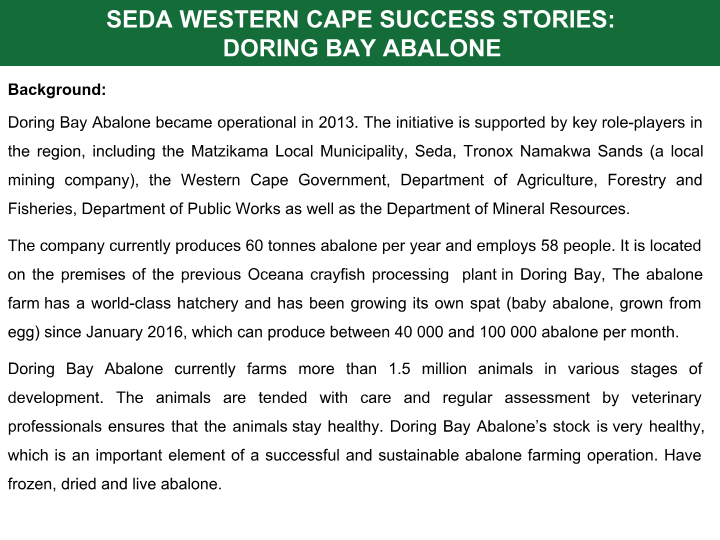 SEDA WESTERN CAPE SUCCESS STORIES:
DORING BAY ABALONE
Background:
Doring Bay Abalone became operational in 2013. The initiative is supported by key role-players in
the region, including the Matzikama Local Municipality, Seda, Tronox Namakwa Sands (a local
mining company), the Western Cape Government, Department of Agriculture, Forestry and
Fisheries, Department of Public Works as well as the Department of Mineral Resources.
The company currently produces 60 tonnes abalone per year and employs 58 people. It is located
on the premises of the previous Oceana crayfish processing plant in Doring Bay, The abalone
farm has a world-class hatchery and has been growing its own spat (baby abalone, grown from
egg) since January 2016, which can produce between 40 000 and 100 000 abalone per month.
Doring Bay Abalone currently farms more than 1.5 million animals in various stages of
development. The animals are tended with care and regular assessment by veterinary
professionals ensures that the animals stay healthy. Doring Bay Abalone’s stock is very healthy,
which is an important element of a successful and sustainable abalone farming operation. Have
frozen, dried and live abalone.